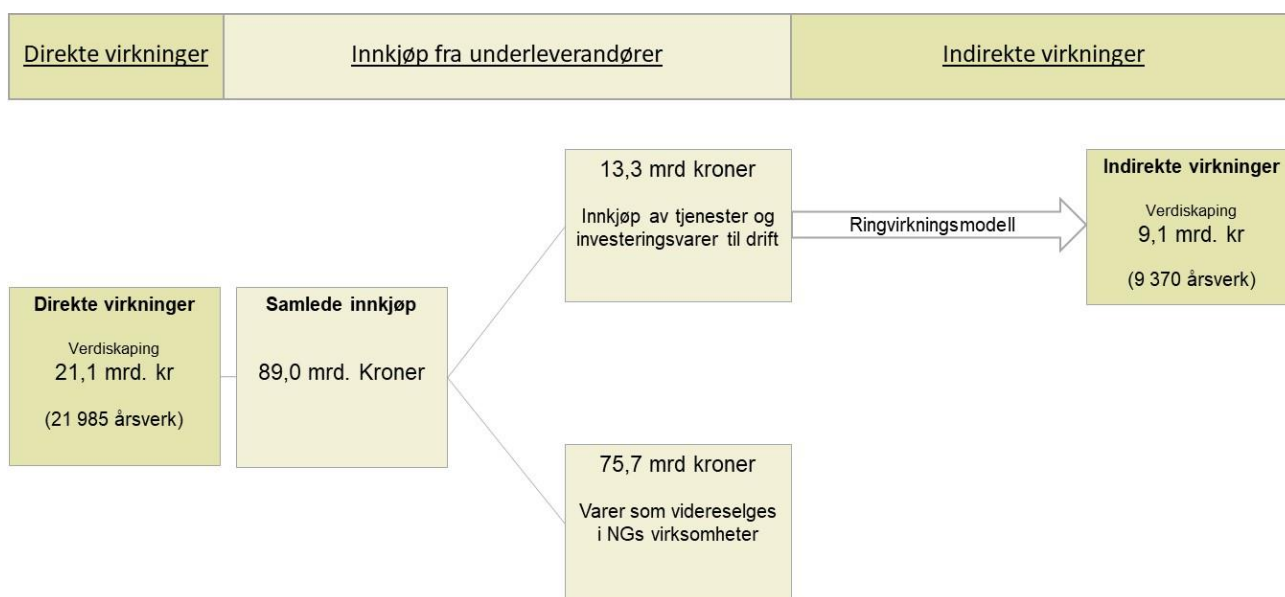 Direkte virkninger
Innkjøp fra underleverandører
Indirekte virkninger
Direkte virkninger
Verdiskaping
21,1 mrd. kr
(21 985 årsverk)
Samlede innkjøp
89,0 mrd. Kroner
13,3 mrd kroner
Innkjøp av tjenester og
investeringsvarer til drift
75,7 mrd kroner
Varer som videreselges
i NGs virksomheter
Ringvirkningsmodell
Indirekte virkninger
Verdiskaping
9,1 mrd. kr
(9 370 årsverk)